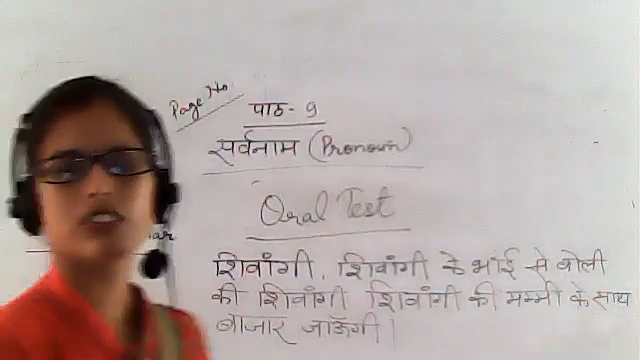 Page No.
पाठ- 9
सर्वनाम (Pronoun)
Oral Test
शिवांगी, शिवांगी के भाई से बोली
की शिवांगी शिवांगी की मम्मी के साथ
बाजार जाऊँगी।